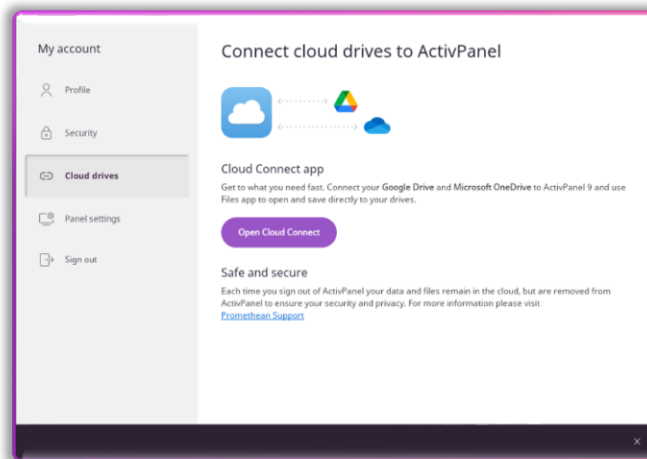 My account
Profile
Security
Cloud drives
Panel settings
Sign out
Connect cloud drives to ActivPanel
Cloud Connect app
Get to what you need fast. Connect your Google Drive and Microsoft OneDrive to ActivPanel 9 and use
Files app to open and save directly to your drives.
Open Cloud Connect
Safe and secure
Each time you sign out of ActivPanel your data and files remain in the cloud, but are removed from
ActivPanel to ensure your security and privacy. For more information please visit
Promethean Support